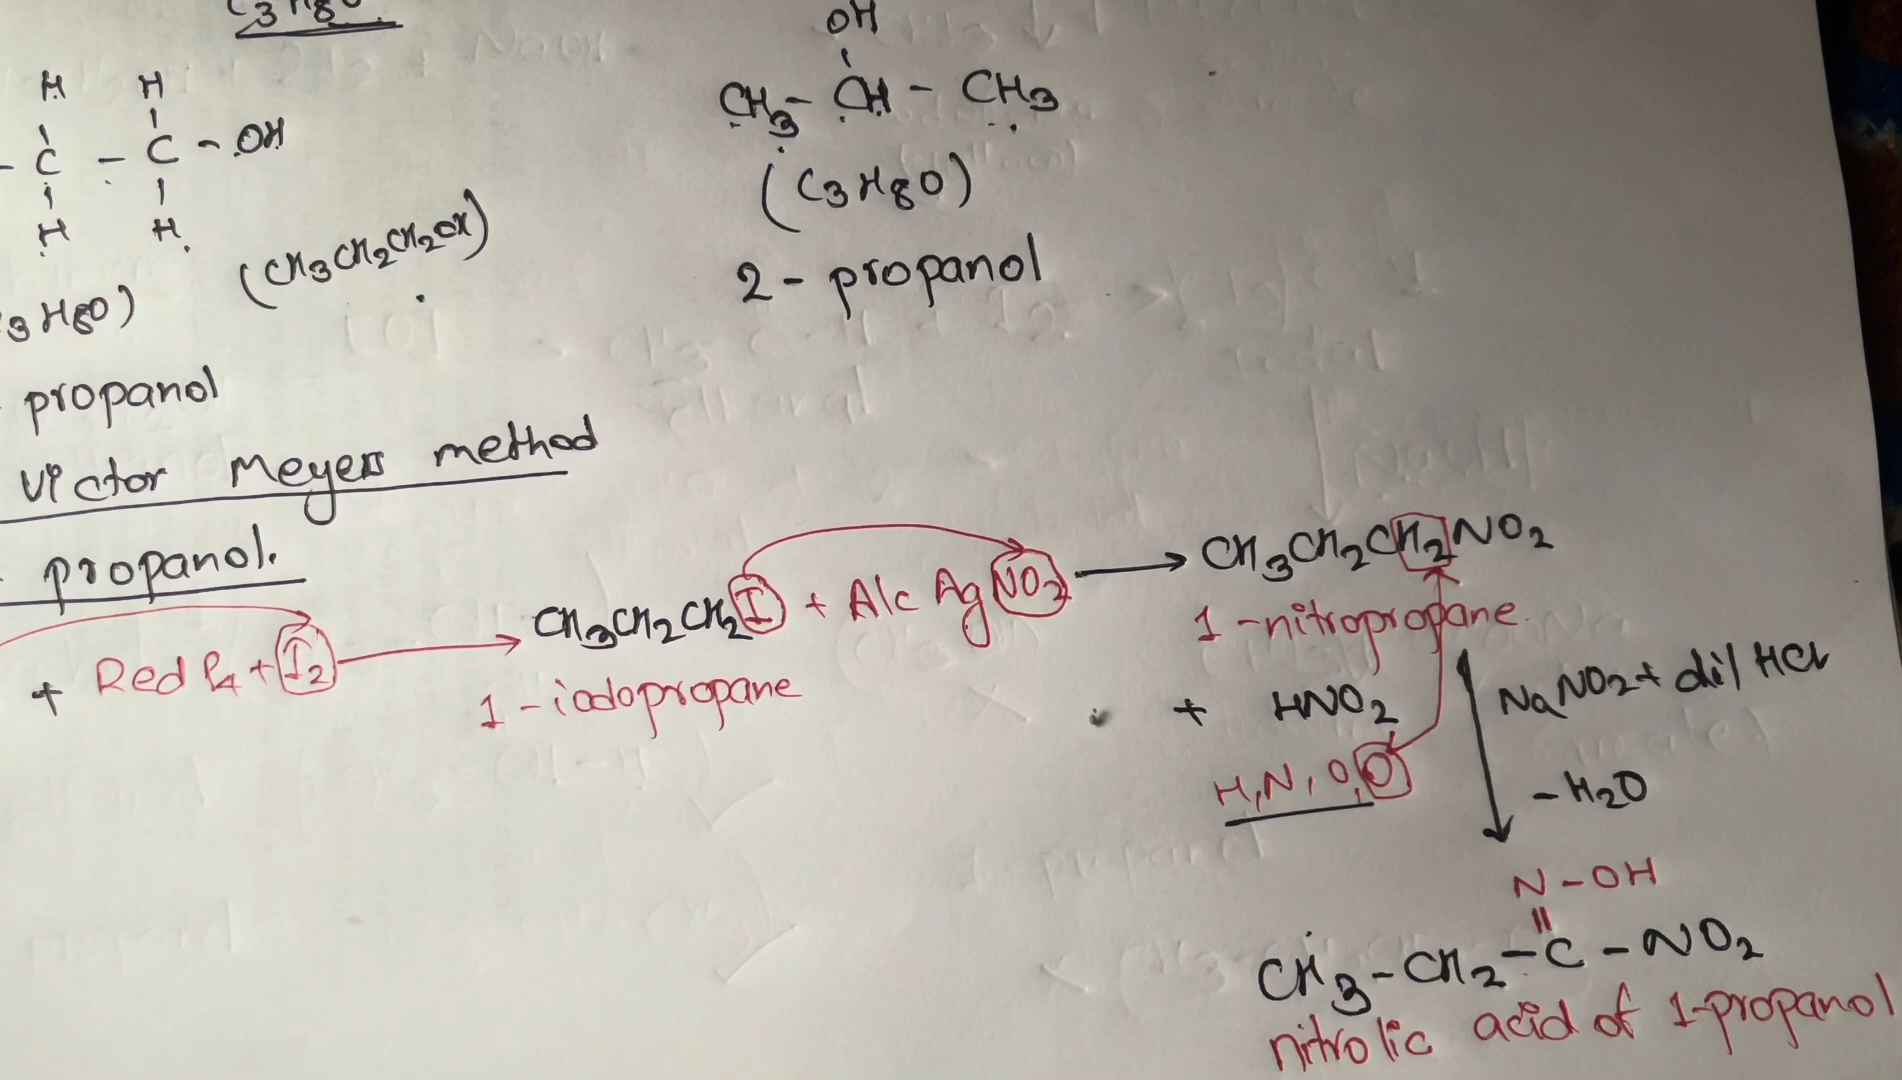 C3H8O
OH
H H
CH3 - CH - CH3
- C - C - OH
(C3H8O)
H H
(CH3CH2CH2OH)
2 - propanol
3H8O)
propanol
Victor Meyers method
propanol.
CH3CH2CH2I + Alc AgNO2 → CH3CH2CH2NO2
+ Red P4 + I2 →
1 - iodopropane
1 - nitropropane.
+ HNO2
NaNO2 + dil HCl
H, N, O, O
- H2O
N - OH
||
CH3 - CH2 - C - NO2
nitrolic acid of 1-propanol